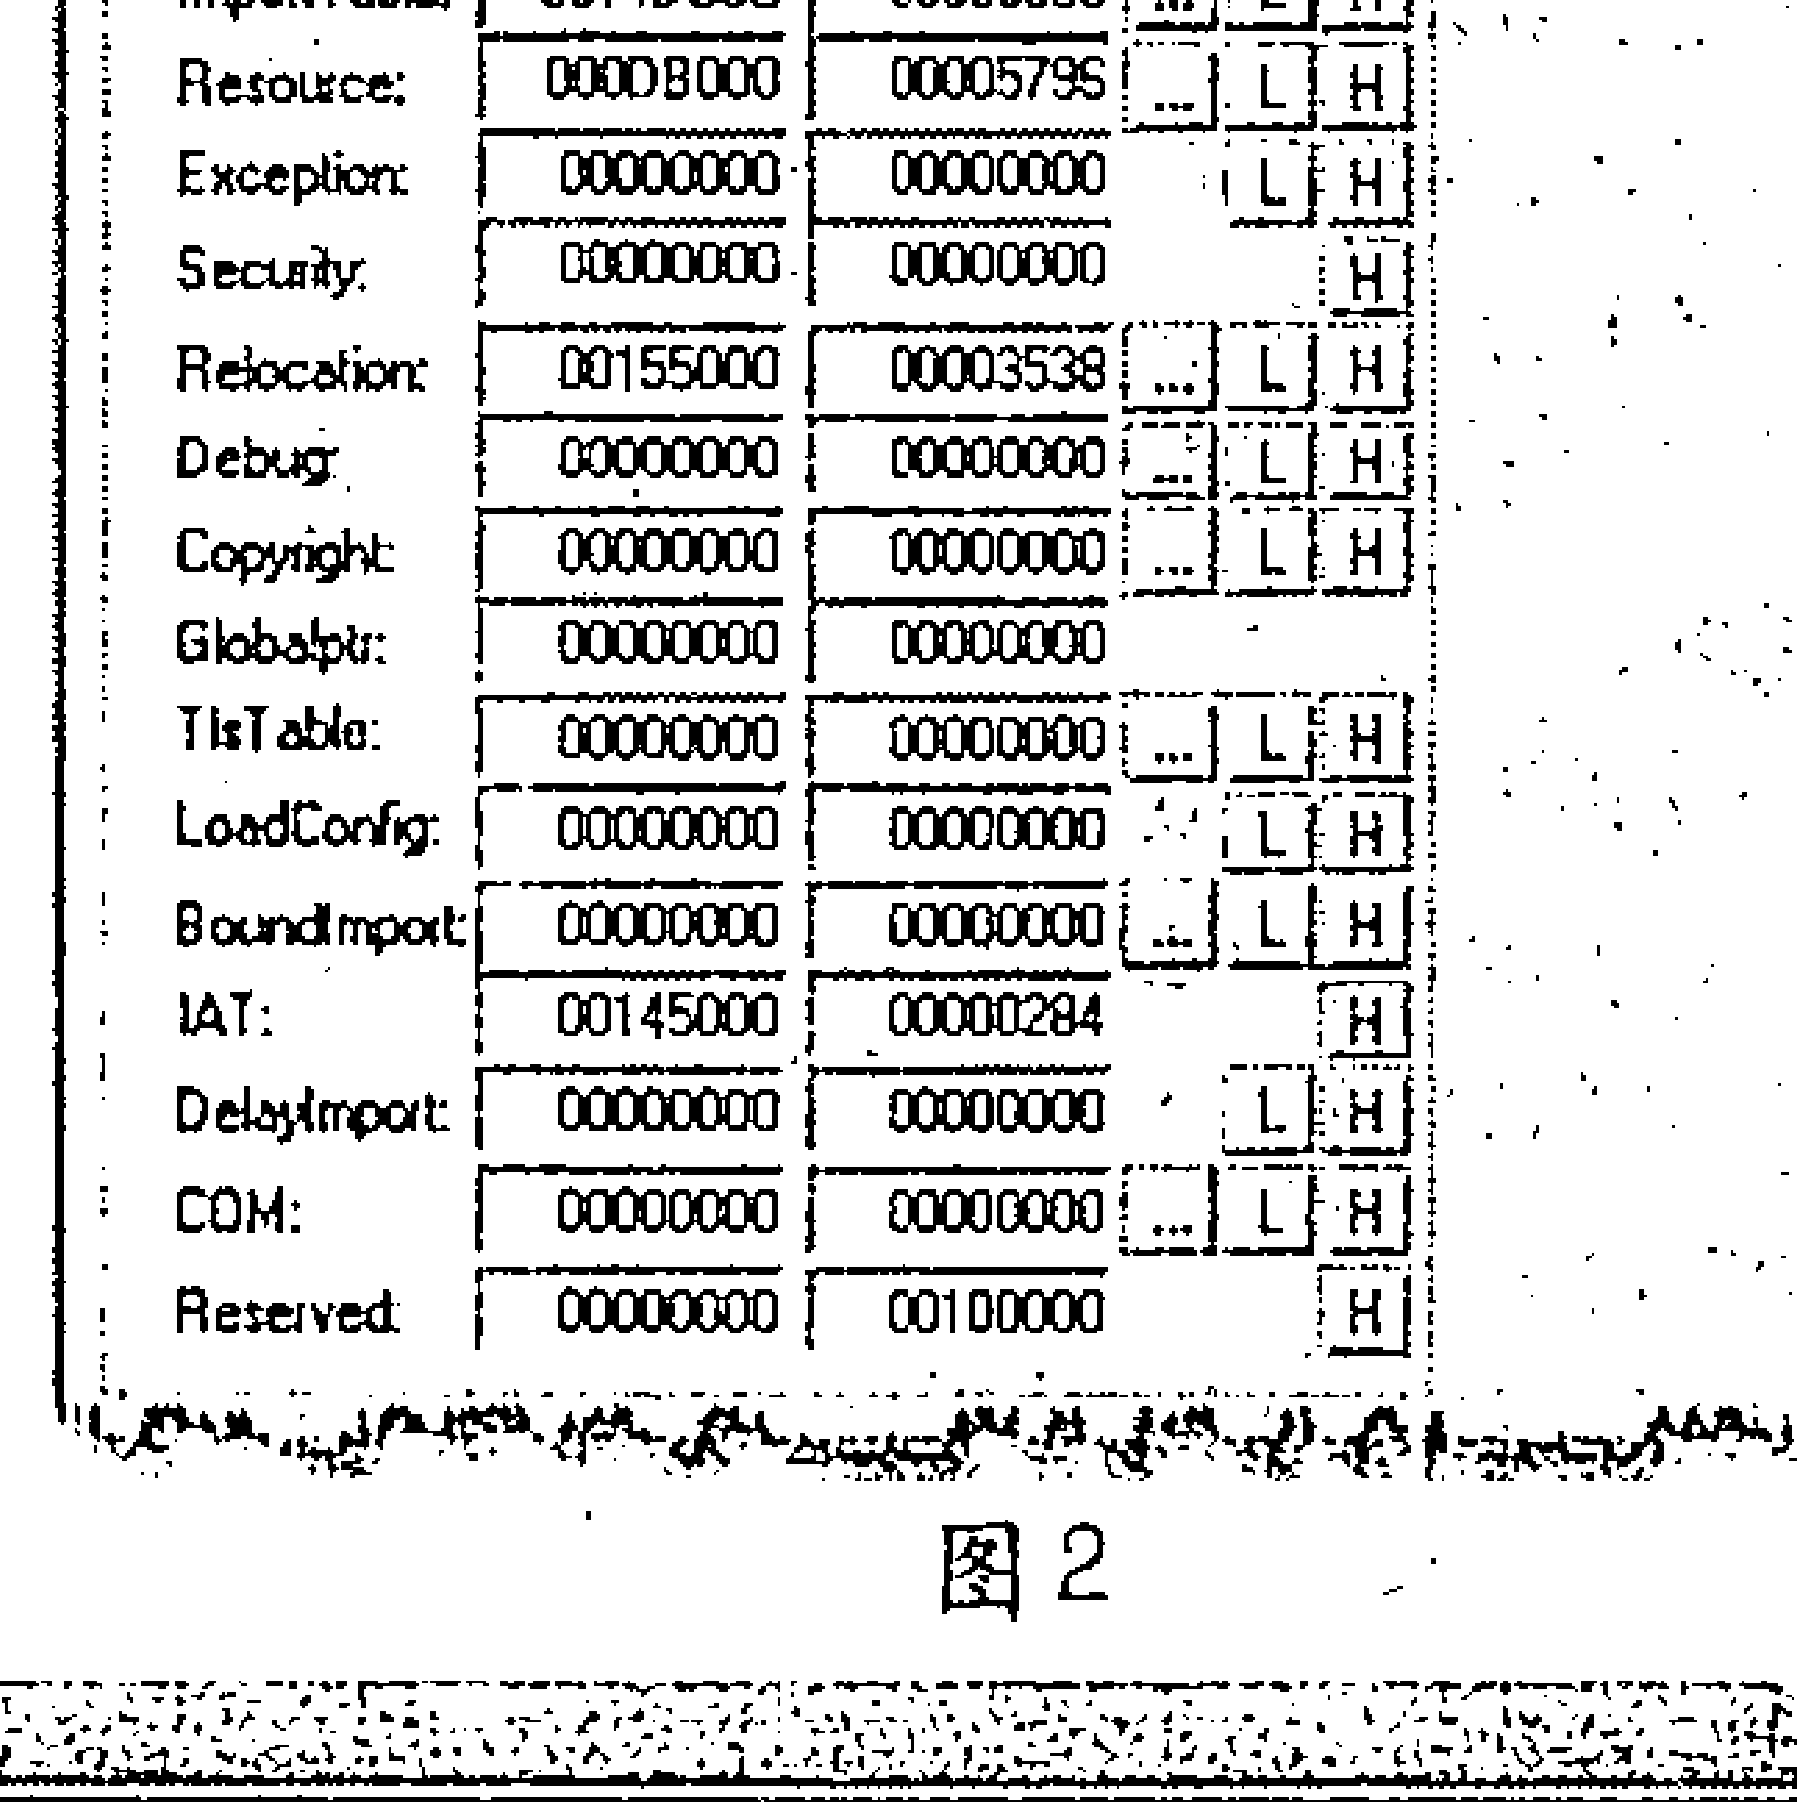 Resource: 000DB000 00005796 ... L H
Exception: 00000000 00000000 L H
Security: 00000000 00000000 H
Relocation: 00155000 00003538 ... L H
Debug: 00000000 00000000 ... L H
Copyright: 00000000 00000000 ... L H
Globalptr: 00000000 00000000
TlsTable: 00000000 00000000 ... L H
LoadConfig: 00000000 00000000 L H
BoundImport: 00000000 00000000 ... L H
IAT: 00145000 00000284 H
DelayImport: 00000000 00000000 L H
COM: 00000000 00000000 ... L H
Reserved: 00000000 00100000 H
图 2